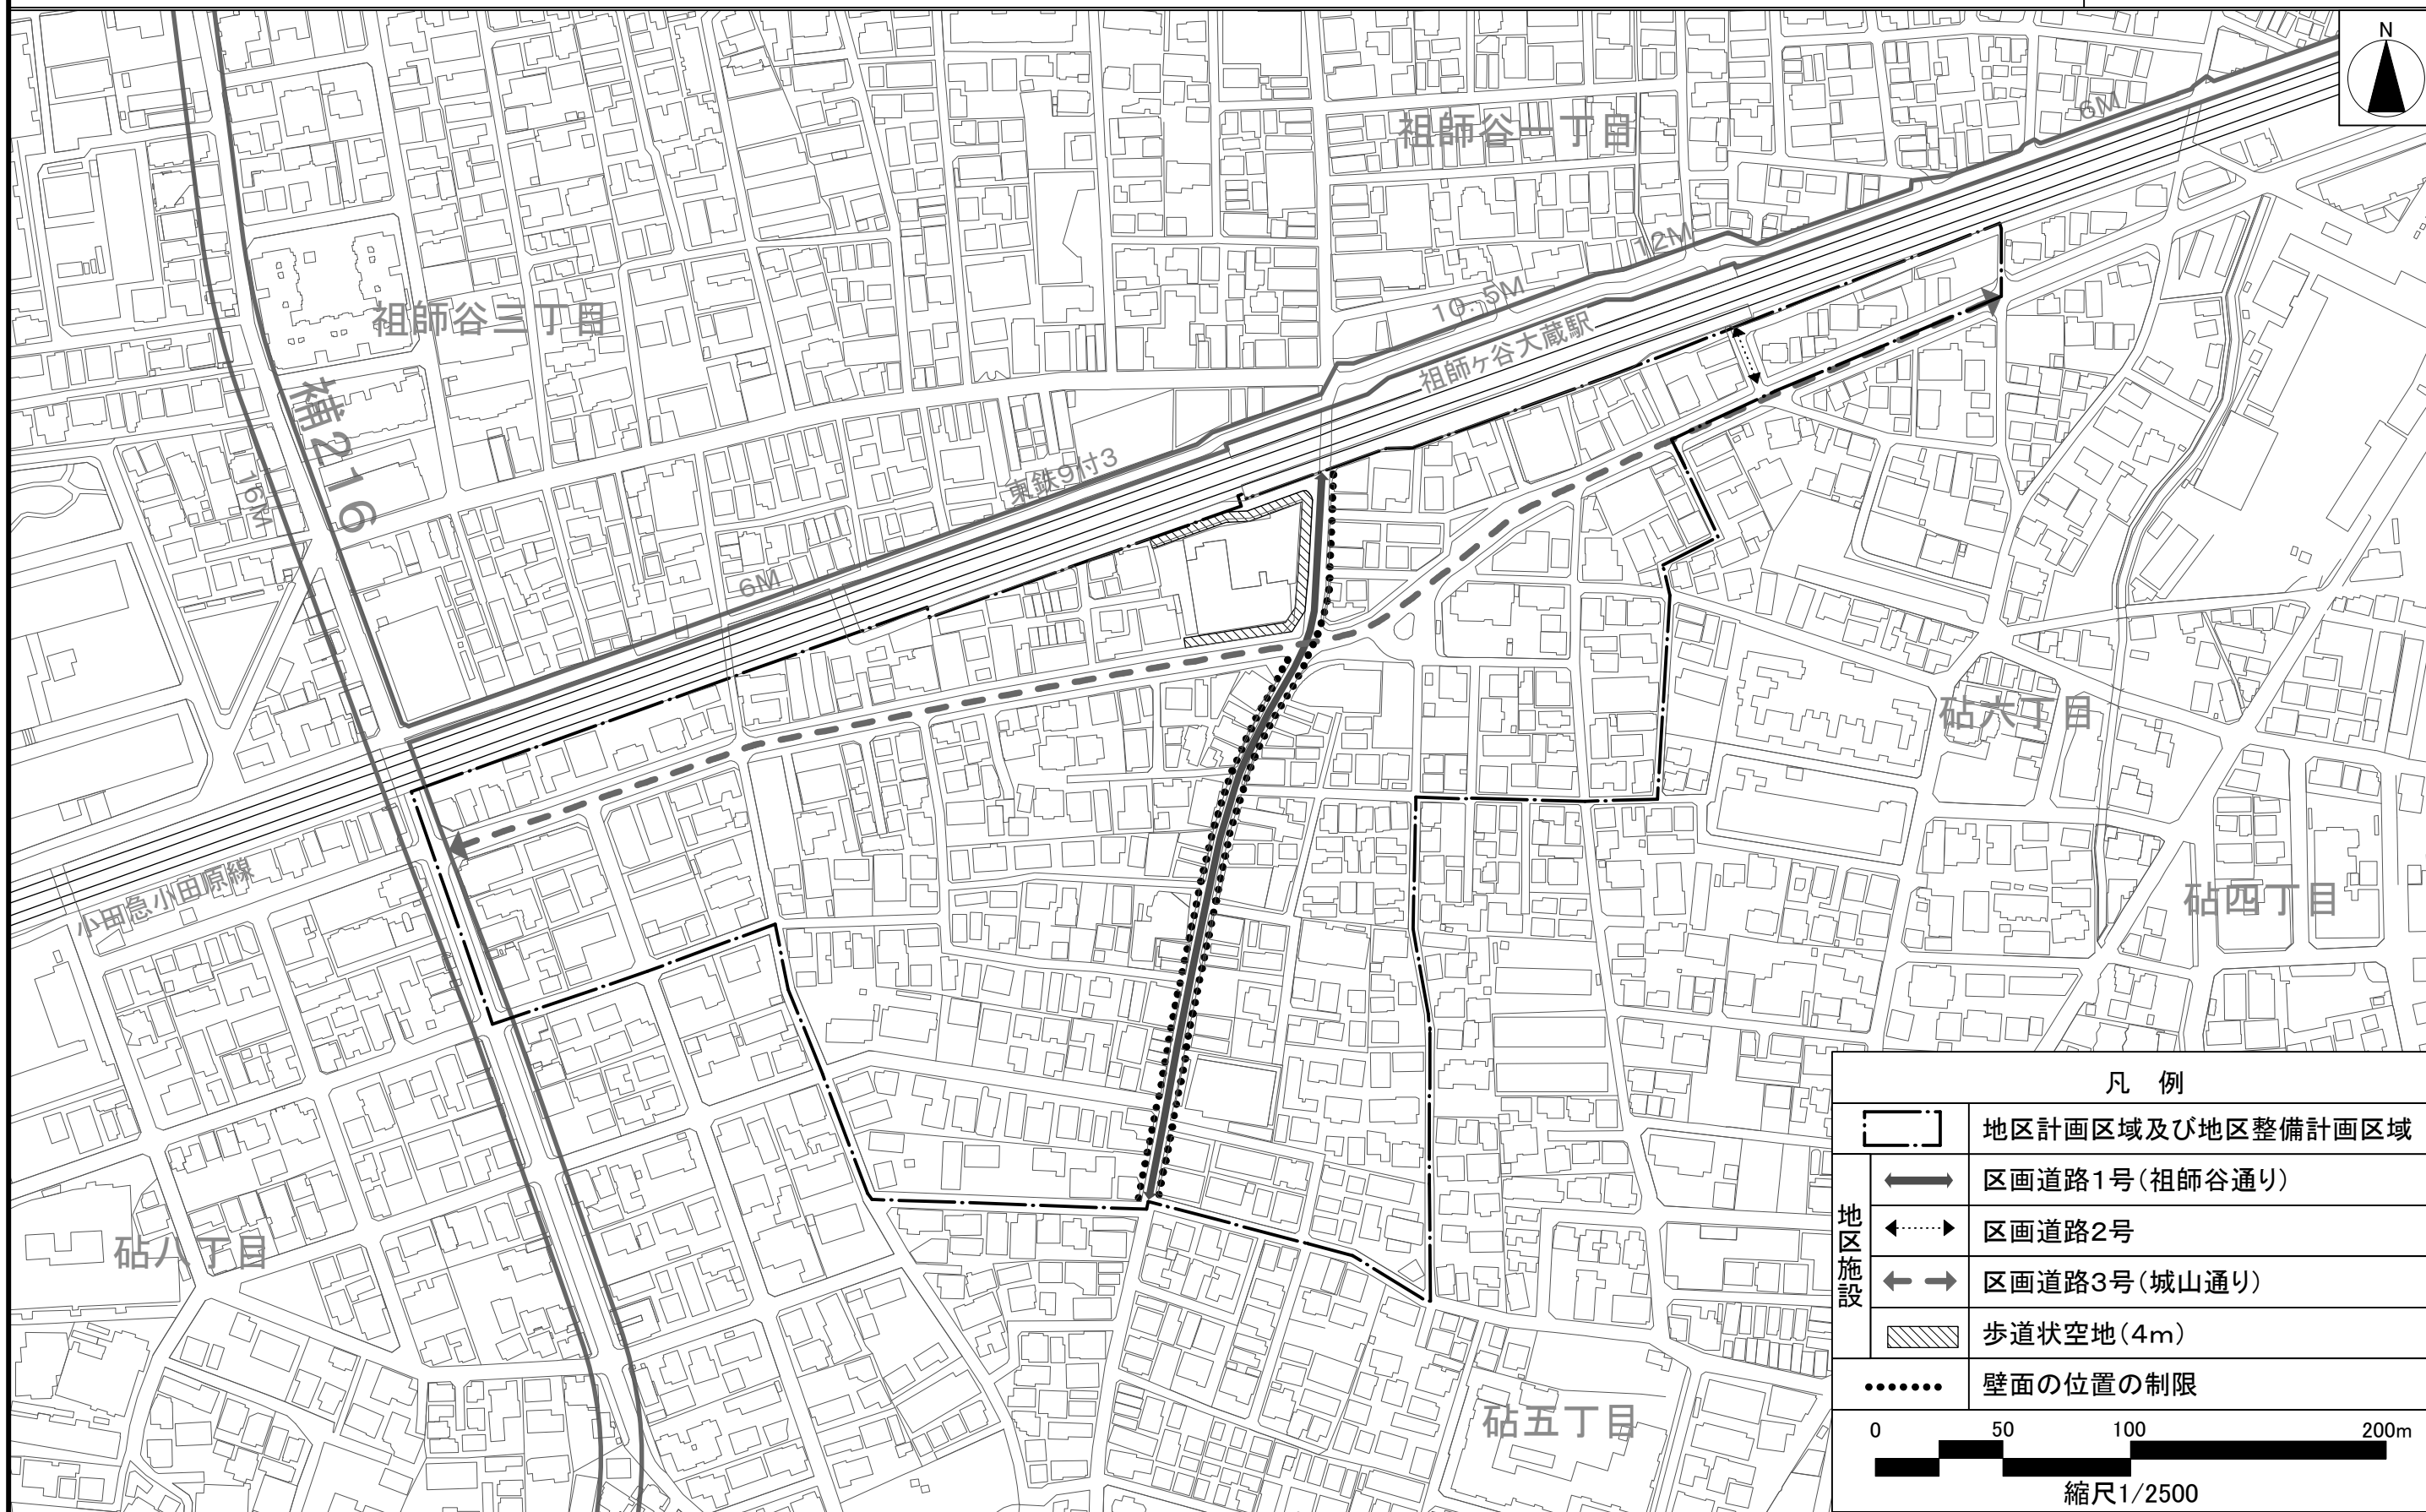 N
6M
祖師谷一丁目
12M
10.5M
祖師谷三丁目
祖師ヶ谷大蔵駅
補216
16M
東鉄9付3
6M
砧六丁目
小田急小田原線
砧四丁目
砧八丁目
砧五丁目
凡 例
地区計画区域及び地区整備計画区域
地区施設
区画道路1号(祖師谷通り)
区画道路2号
区画道路3号(城山通り)
歩道状空地(4m)
壁面の位置の制限
0 50 100 200m
縮尺1/2500